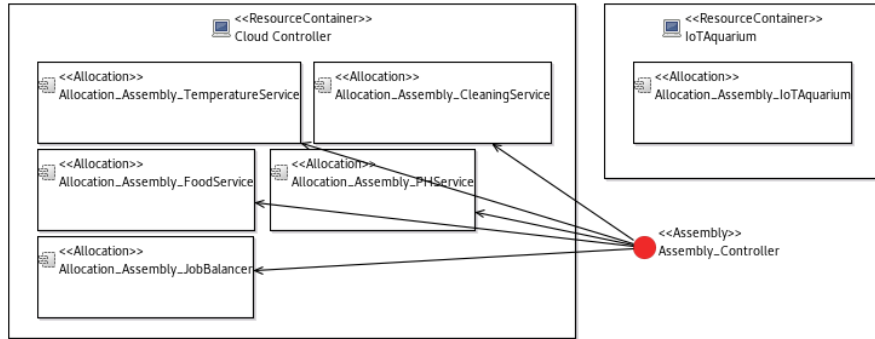 <<ResourceContainer>>
Cloud Controller
<<Allocation>>
Allocation_Assembly_TemperatureService
<<Allocation>>
Allocation_Assembly_CleaningService
<<Allocation>>
Allocation_Assembly_FoodService
<<Allocation>>
Allocation_Assembly_PHService
<<Allocation>>
Allocation_Assembly_JobBalancer
<<ResourceContainer>>
IoTAquarium
<<Allocation>>
Allocation_Assembly_IoTAquarium
<<Assembly>>
Assembly_Controller